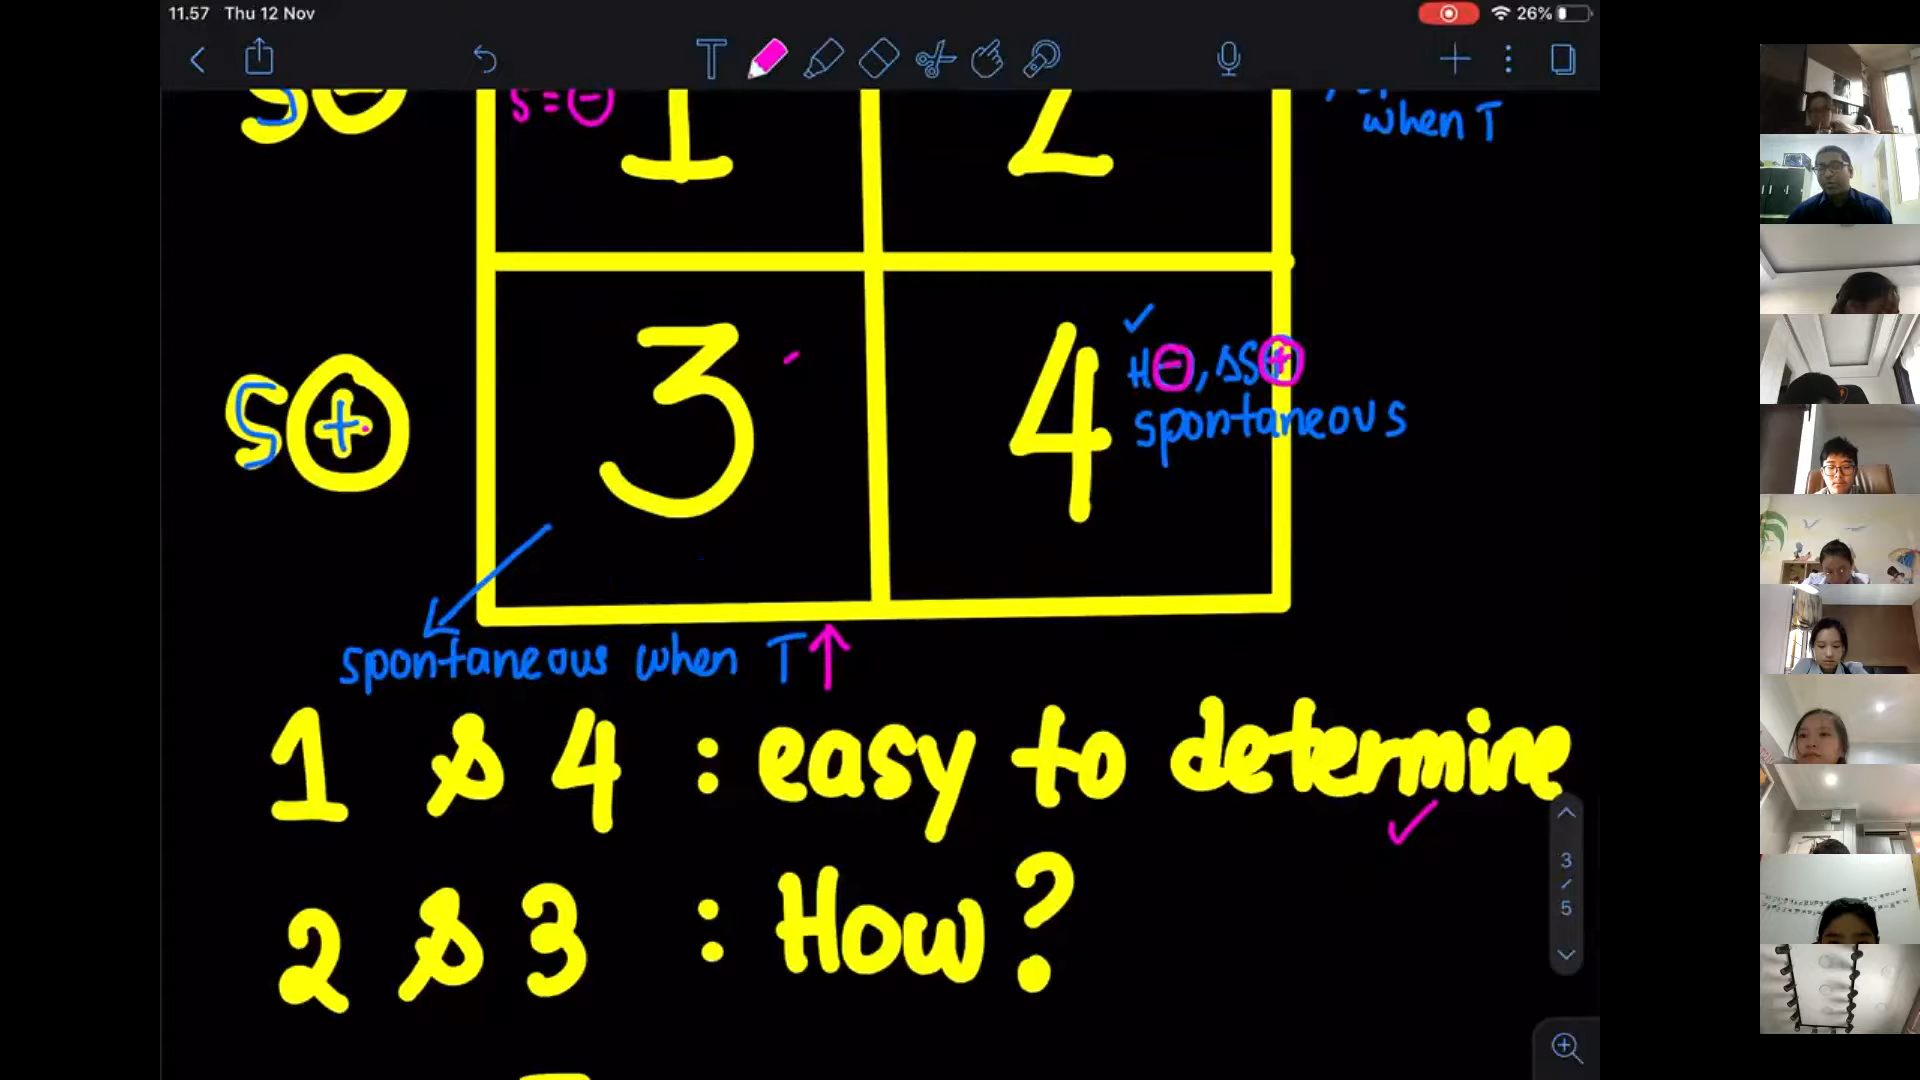 11.57 Thu 12 Nov
26%
T
S = ⊖
1
2
when T
S ⊕
3
4
✓
H⊖, ΔS⊕
spontaneous
spontaneous when T↑
1 & 4 : easy to determine
✓
2 & 3 : How?
3
/
5